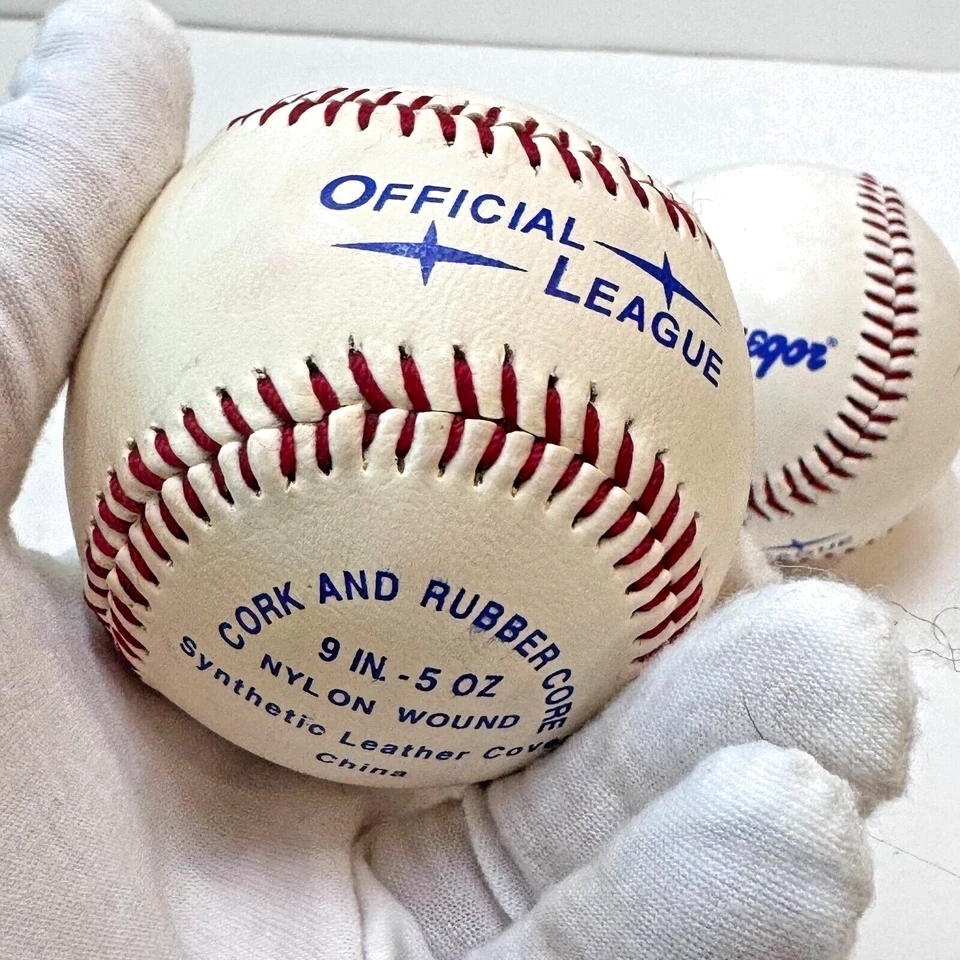 OFFICIAL
LEAGUE
CORK AND RUBBER CORE
9 IN. - 5 OZ
NYLON WOUND
Synthetic Leather Cover
China